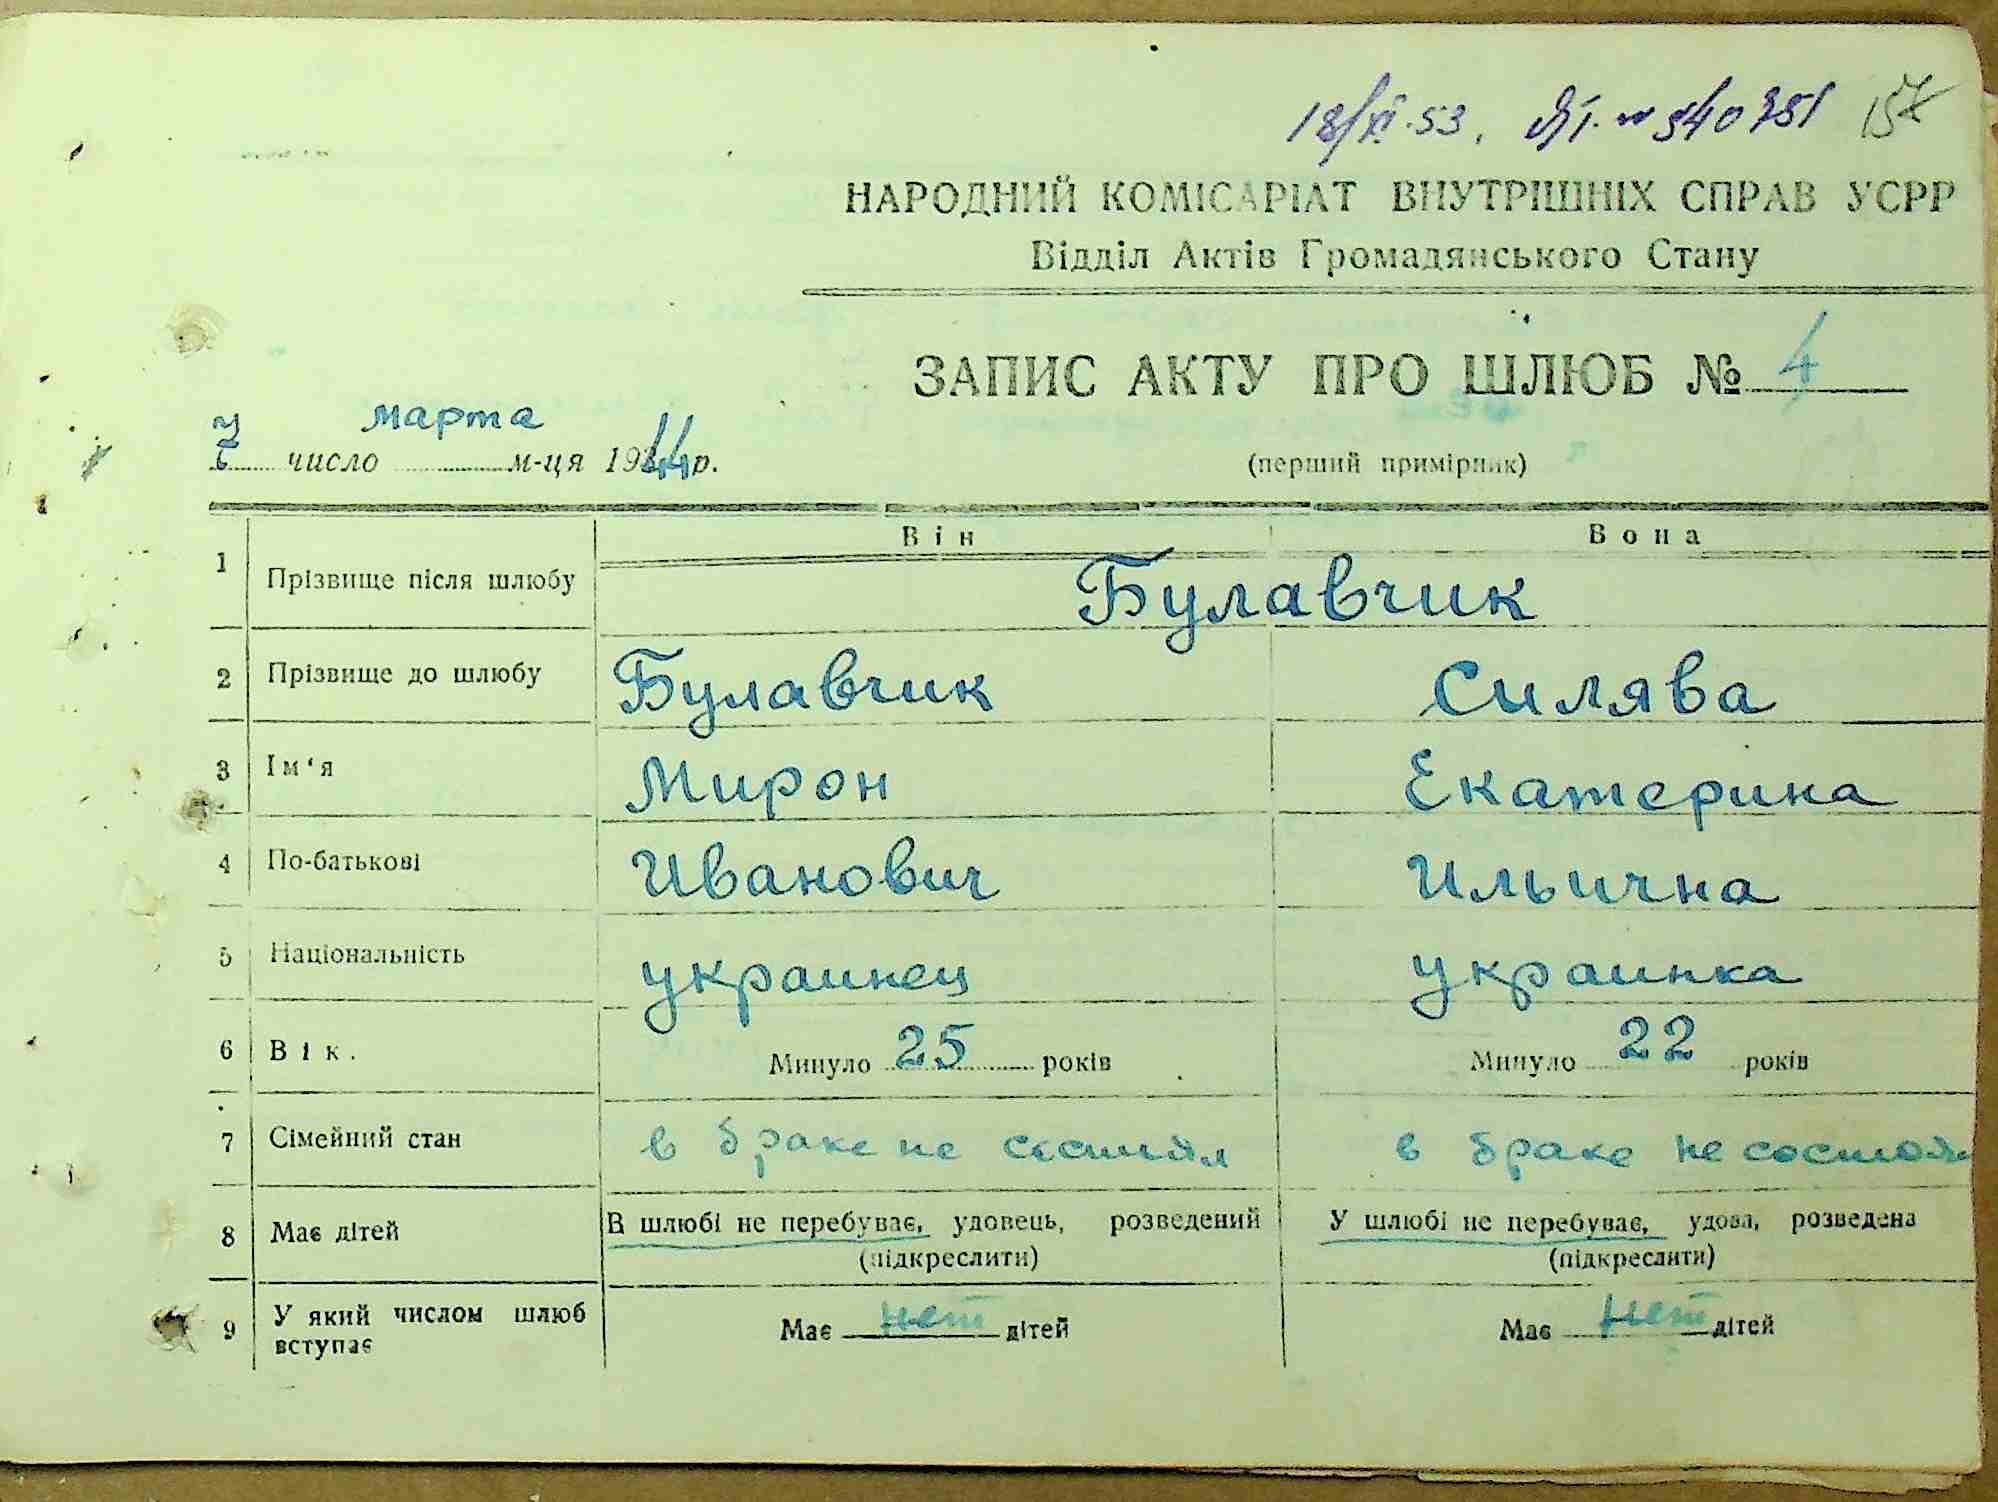 18/XI.53. № 540751
НАРОДНИЙ КОМІСАРІАТ ВНУТРІШНІХ СПРАВ УСРР
Відділ Актів Громадянського Стану
ЗАПИС АКТУ ПРО ШЛЮБ № 4
число марта м-ця 1944 р.
(перший примірник)
Він Вона
1 Прізвище після шлюбу Булавчик
2 Прізвище до шлюбу Булавчик Силява
3 Ім'я Мирон Екатерина
4 По-батькові Иванович Ильична
5 Національність украинец украинка
6 Вік. Минуло 25 років Минуло 22 років
7 Сімейний стан в браке не состоял в браке не состоял
8 Має дітей В шлюбі не перебуває, удовець, розведений У шлюбі не перебуває, удова, розведена
(підкреслити) (підкреслити)
9 У який числом шлюб вступає Має нет дітей Має нет дітей